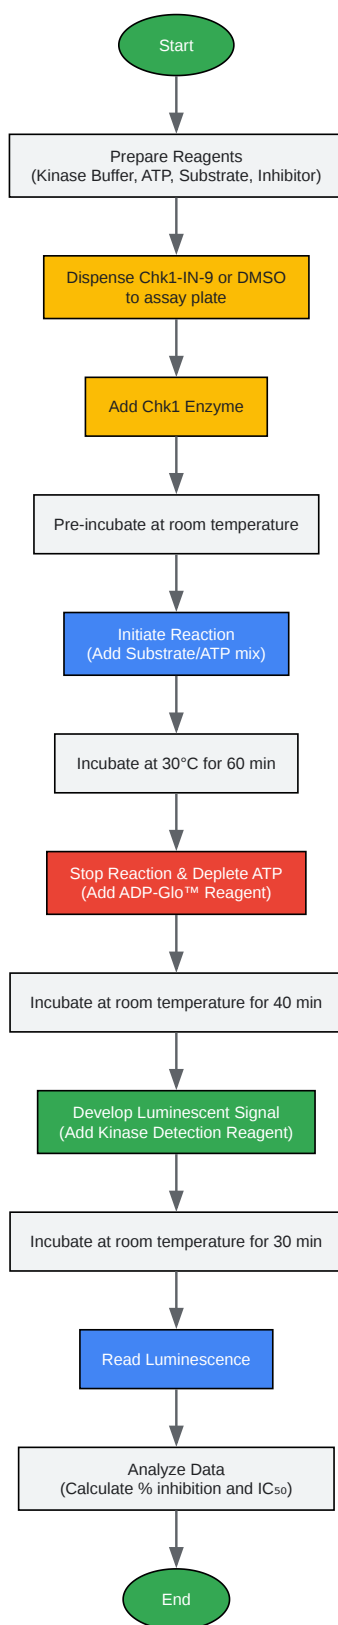 Start
Prepare Reagents
(Kinase Buffer, ATP, Substrate, Inhibitor)
Dispense Chk1-IN-9 or DMSO
to assay plate
Add Chk1 Enzyme
Pre-incubate at room temperature
Initiate Reaction
(Add Substrate/ATP mix)
Incubate at 30°C for 60 min
Stop Reaction & Deplete ATP
(Add ADP-Glo™ Reagent)
Incubate at room temperature for 40 min
Develop Luminescent Signal
(Add Kinase Detection Reagent)
Incubate at room temperature for 30 min
Read Luminescence
Analyze Data
(Calculate % inhibition and IC₅₀)
End